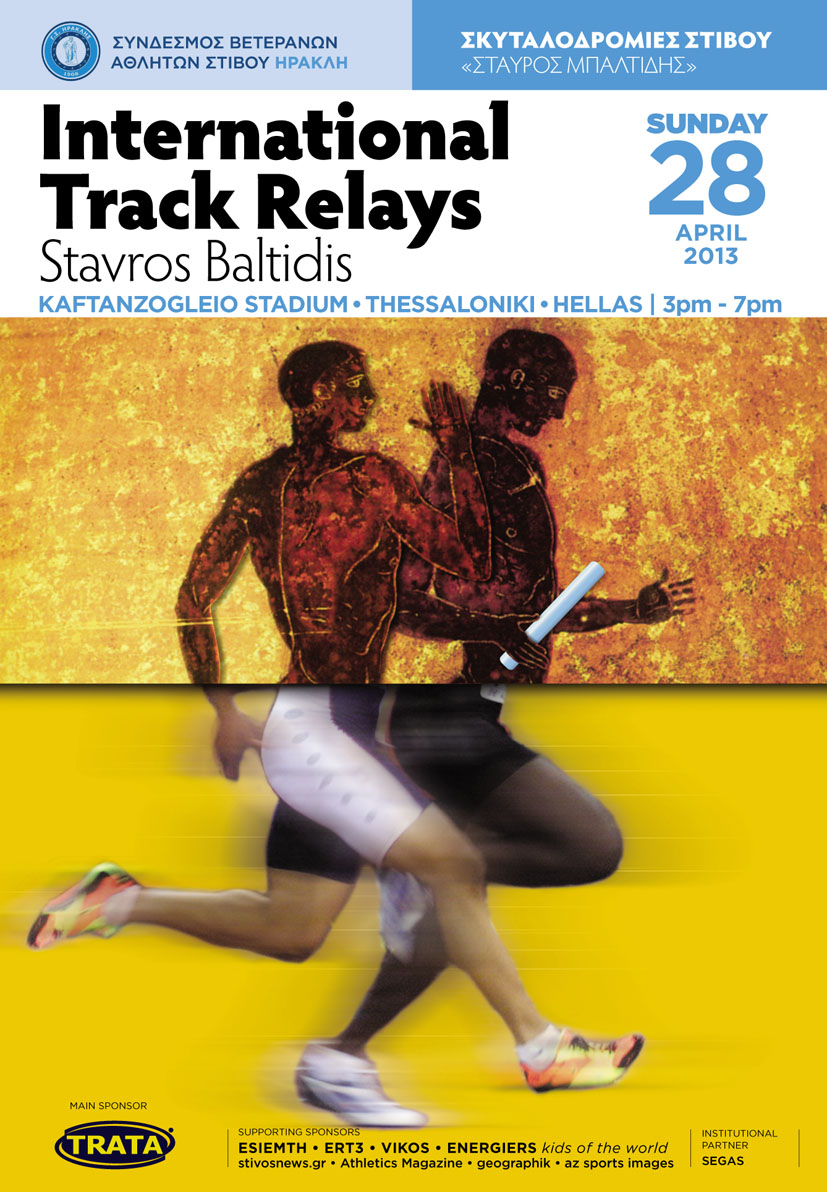 Γ.Σ. ΗΡΑΚΛΗΣ
1908
ΣΥΝΔΕΣΜΟΣ ΒΕΤΕΡΑΝΩΝ
ΑΘΛΗΤΩΝ ΣΤΙΒΟΥ ΗΡΑΚΛΗ
ΣΚΥΤΑΛΟΔΡΟΜΙΕΣ ΣΤΙΒΟΥ
«ΣΤΑΥΡΟΣ ΜΠΑΛΤΙΔΗΣ»
International
Track Relays
Stavros Baltidis
SUNDAY
28
APRIL
2013
KAFTANZOGLEIO STADIUM • THESSALONIKI • HELLAS | 3pm - 7pm
MAIN SPONSOR
TRATA
SUPPORTING SPONSORS
ESIEMTH • ERT3 • VIKOS • ENERGIERS kids of the world
stivosnews.gr • Athletics Magazine • geographik • az sports images
INSTITUTIONAL
PARTNER
SEGAS